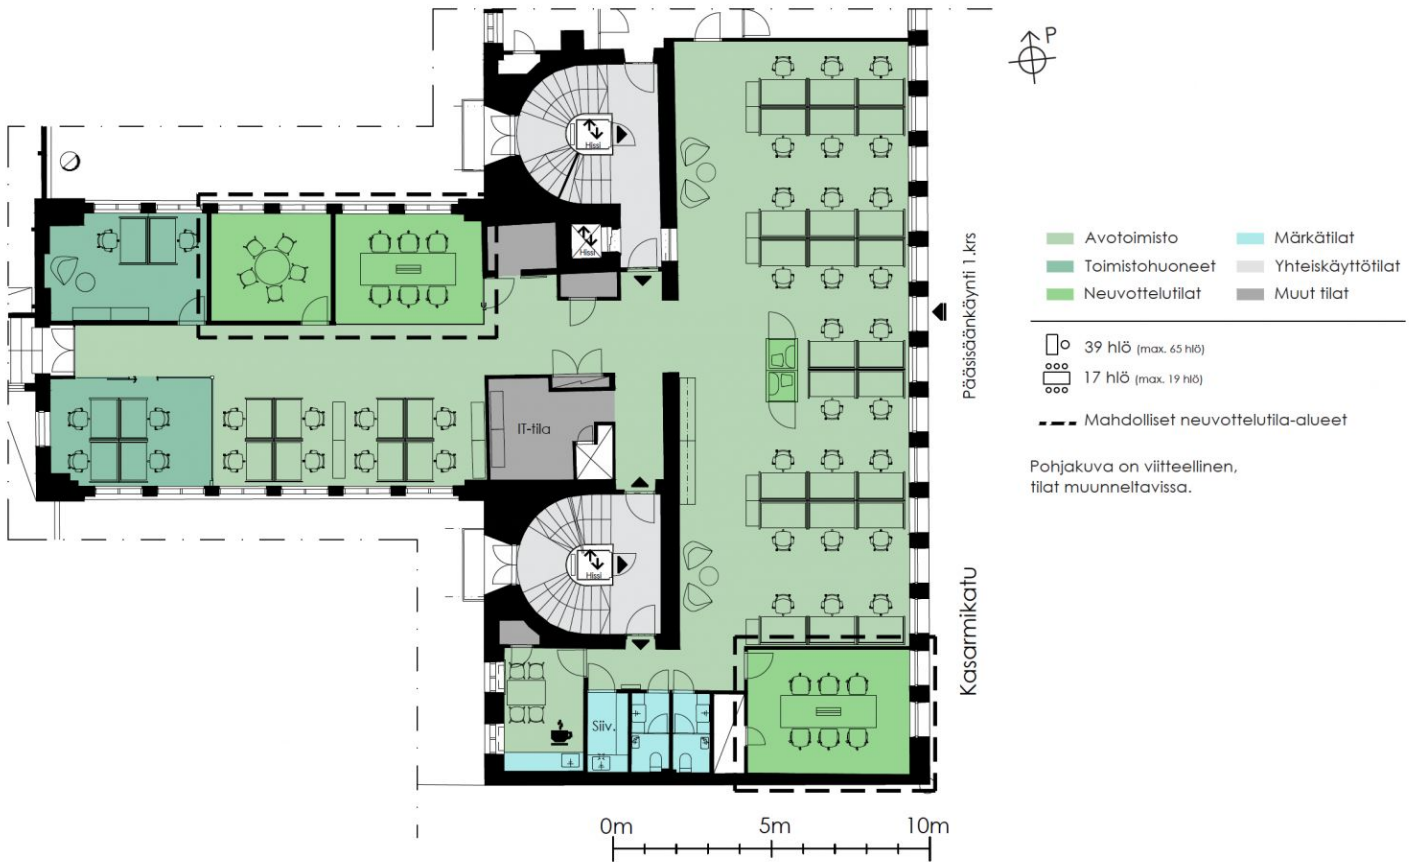 P
Hissi
Hissi
Pääsisäänkäynti 1.krs
Avotoimisto
Märkätilat
Toimistohuoneet
Yhteiskäyttötilat
Neuvottelutilat
Muut tilat
39 hlö (max. 65 hlö)
17 hlö (max. 19 hlö)
Mahdolliset neuvottelutila-alueet
IT-tila
Pohjakuva on viitteellinen,
tilat muunneltavissa.
Hissi
Kasarmikatu
Siiv.
0m 5m 10m